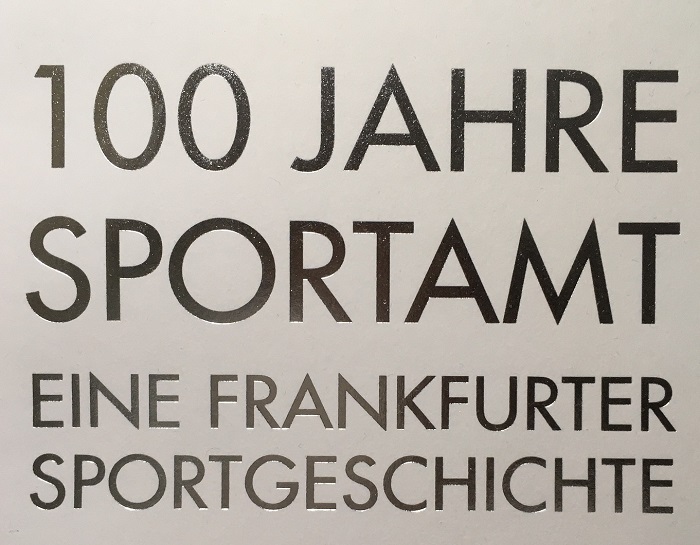 100 JAHRE
SPORTAMT
EINE FRANKFURTER
SPORTGESCHICHTE